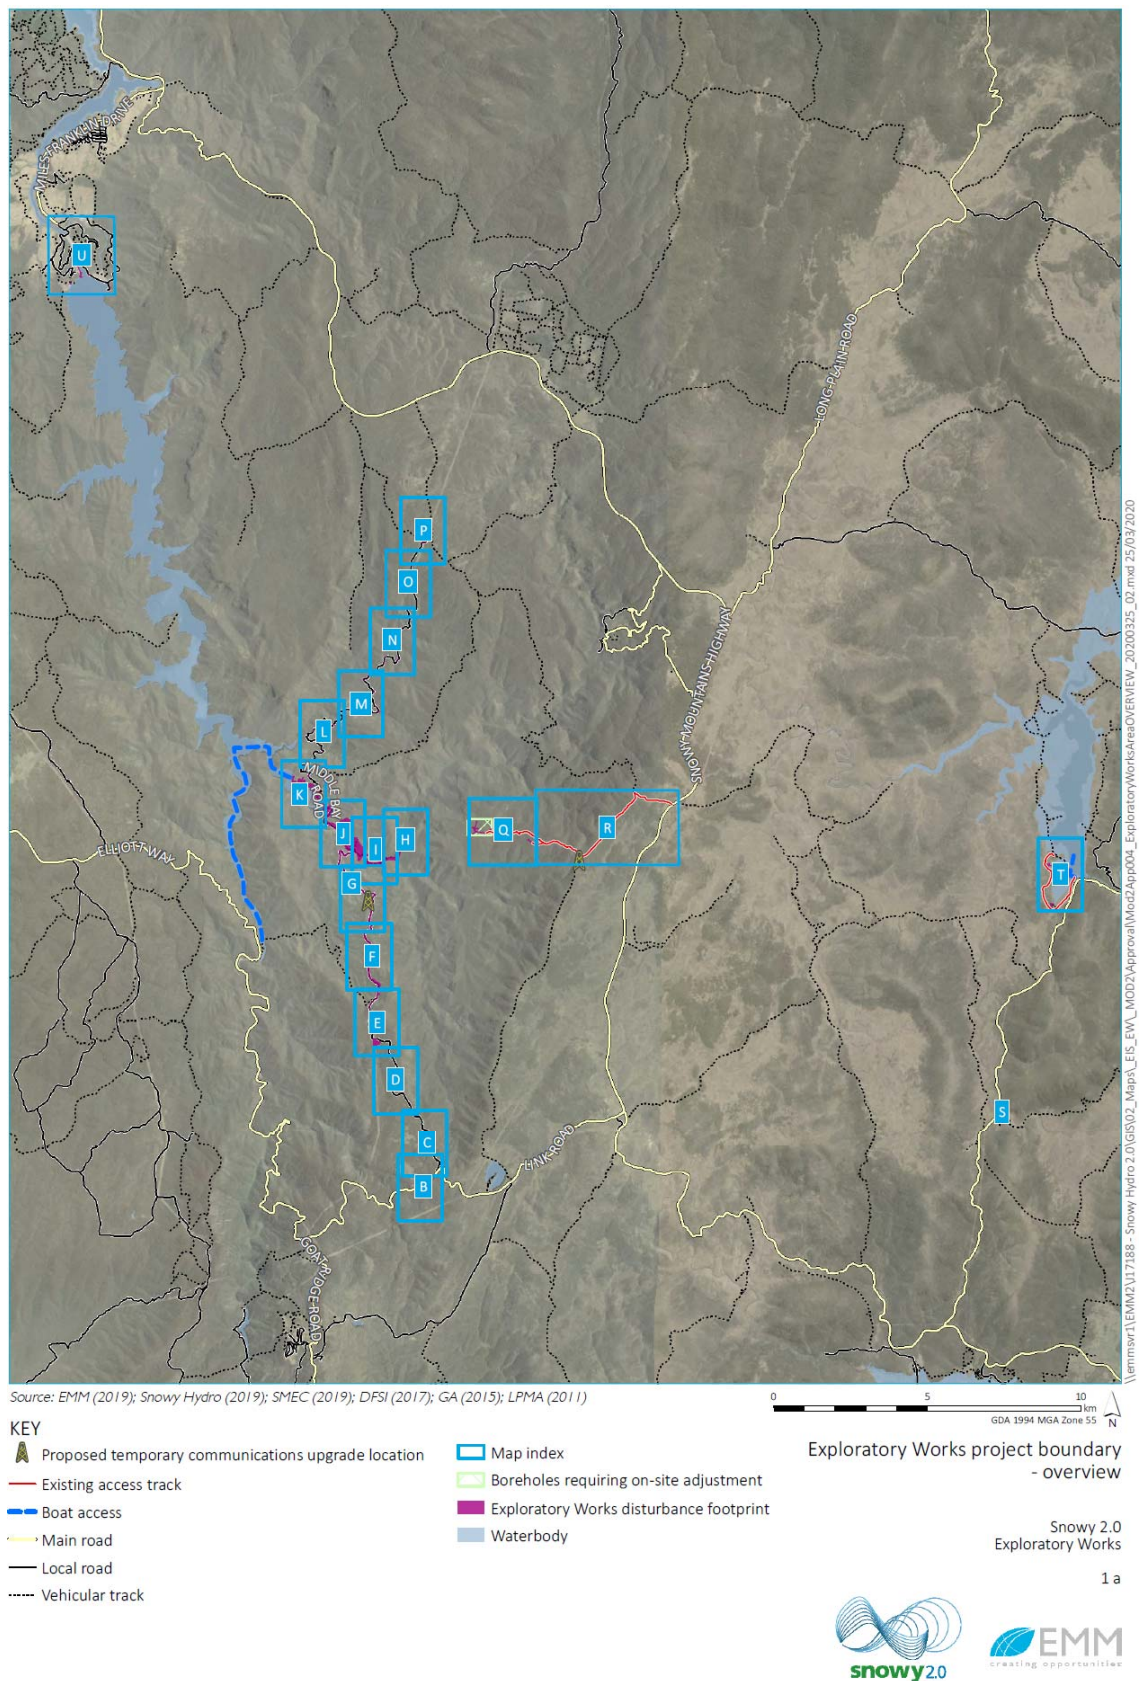 MILES FRANKLIN DRIVE
U
LONG PLAIN ROAD
P
O
N
M
L
SNOWY MOUNTAINS HIGHWAY
MIDDLE BAY
ROAD
K
J
I
H
Q
R
ELLIOTT WAY
G
T
F
E
D
S
C
LINK ROAD
B
GOAT RIDGE ROAD
\\emmsvr1\EMM2\J17188 - Snowy Hydro 2.0\GIS\02_Maps\_EIS_EW\_MOD2\Approval\Mod2App004_ExploratoryWorksAreaOVERVIEW_20200325_02.mxd 25/03/2020
Source: EMM (2019); Snowy Hydro (2019); SMEC (2019); DFSI (2017); GA (2015); LPMA (2011)
0 5 10
km
GDA 1994 MGA Zone 55
N
KEY
Proposed temporary communications upgrade location
Existing access track
Boat access
Main road
Local road
Vehicular track
Map index
Boreholes requiring on-site adjustment
Exploratory Works disturbance footprint
Waterbody
Exploratory Works project boundary
- overview
Snowy 2.0
Exploratory Works
1 a
snowy2.0
EMM
creating opportunities